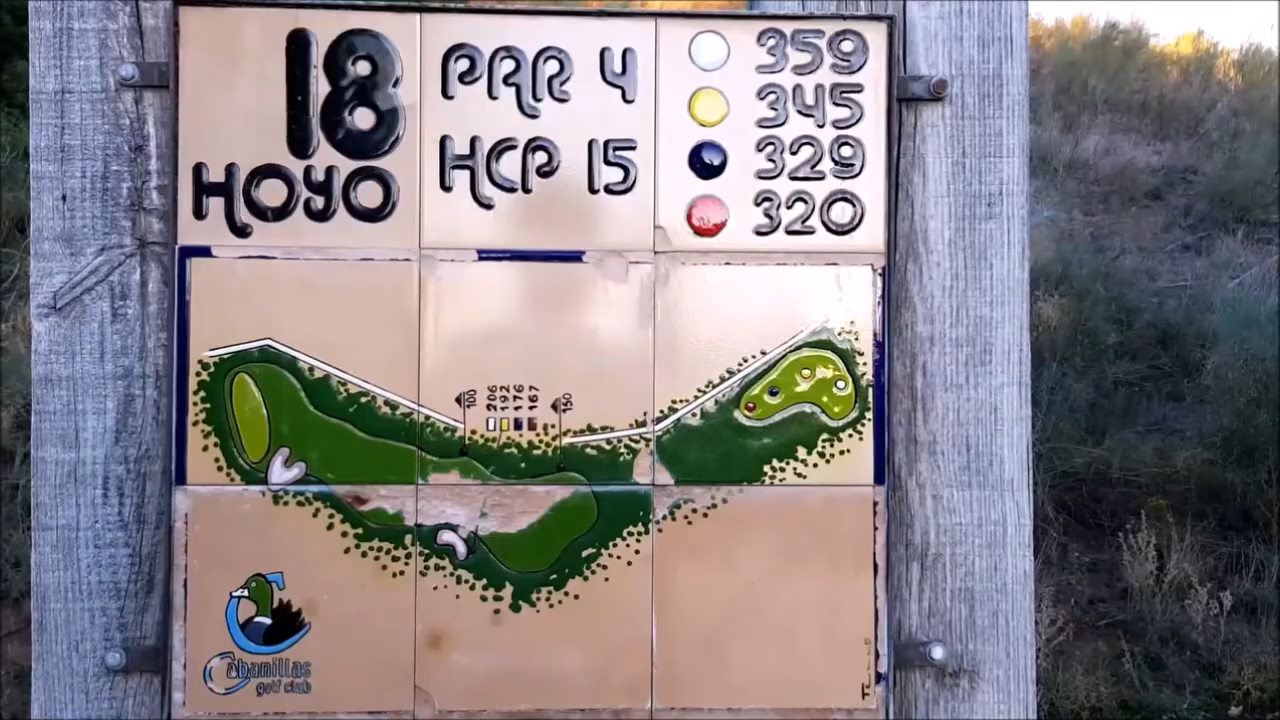 18
HOYO
PAR 4
HCP 15
359
345
329
320
100
206
192
176
167
150
Cabanillas
golf club